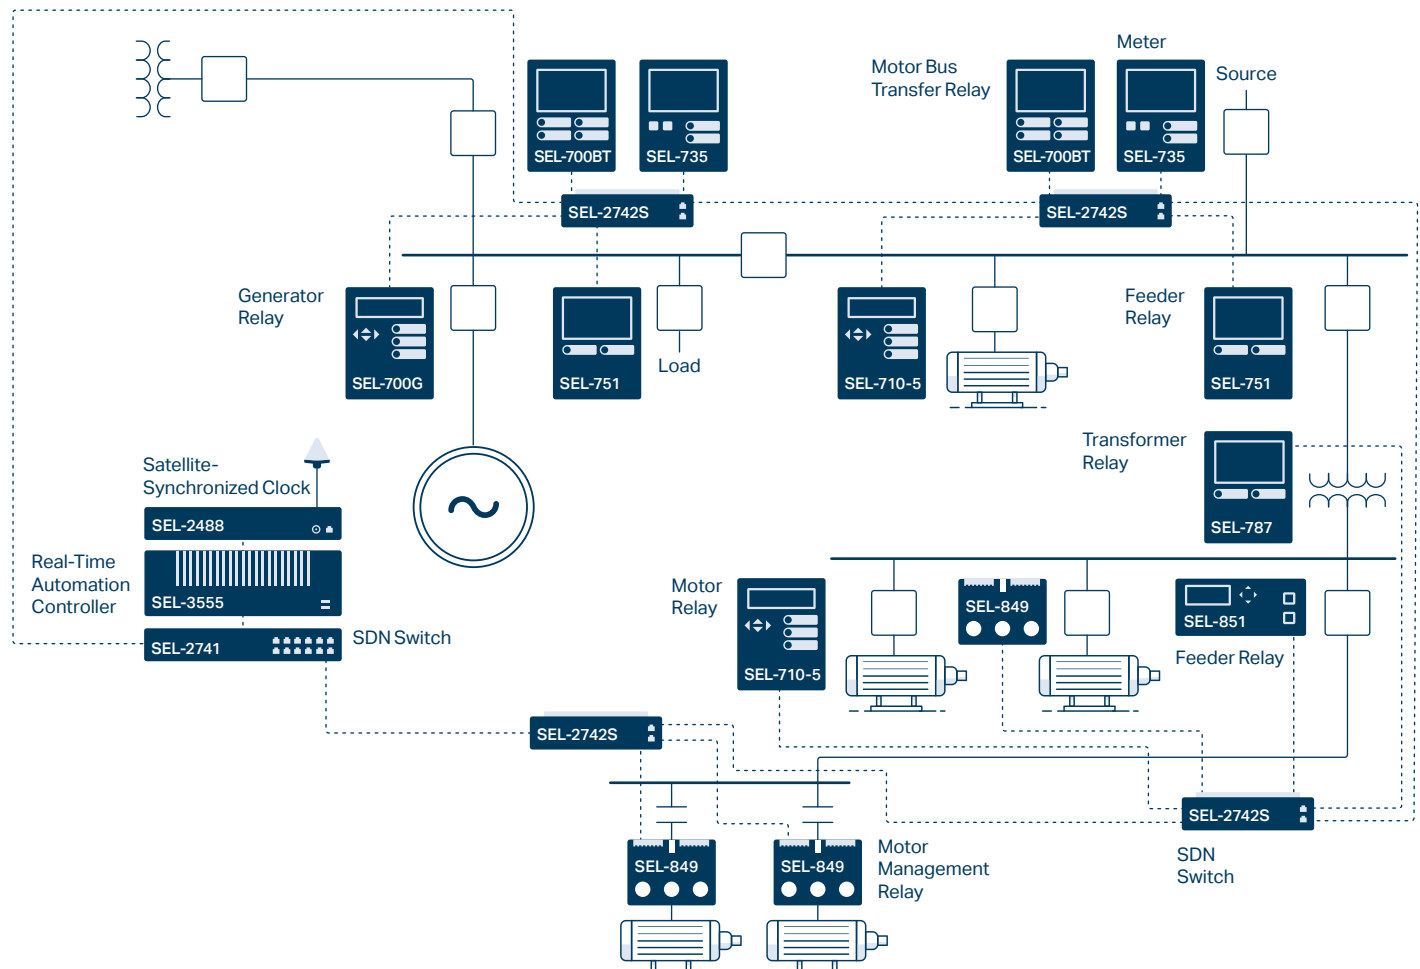 Meter
Motor Bus
Transfer Relay
Source
SEL-700BT
SEL-735
SEL-700BT
SEL-735
SEL-2742S
SEL-2742S
Generator
Relay
Feeder
Relay
SEL-700G
SEL-751
Load
SEL-710-5
SEL-751
Transformer
Relay
SEL-787
Satellite-
Synchronized Clock
SEL-2488
Real-Time
Automation
Controller
SEL-3555
SEL-2741
SDN Switch
Motor
Relay
SEL-710-5
SEL-849
SEL-851
Feeder Relay
SEL-2742S
SEL-2742S
SDN
Switch
SEL-849
SEL-849
Motor
Management
Relay